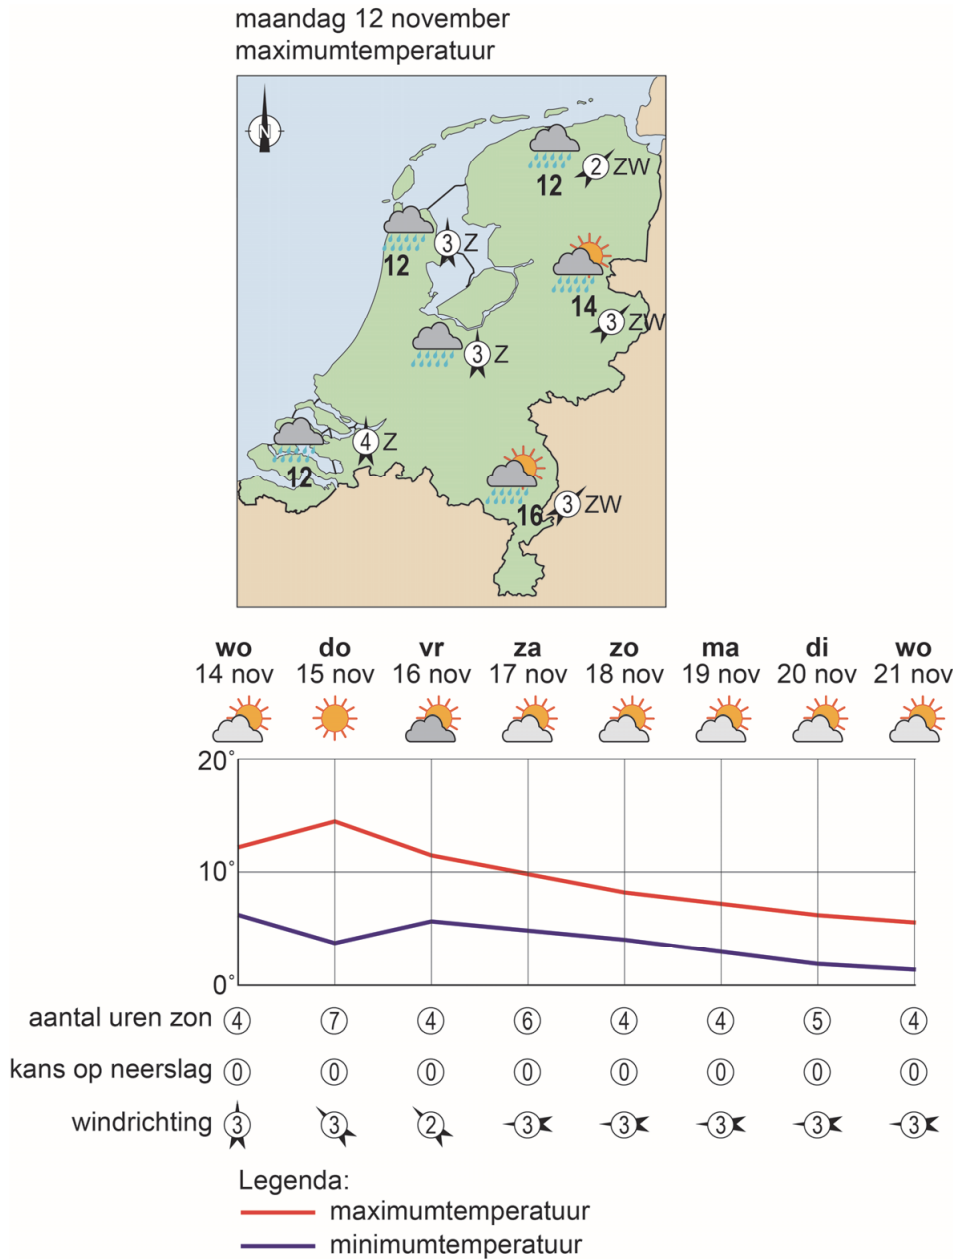 maandag 12 november
maximumtemperatuur
N
2 ZW
12
3 Z
12
14
3 ZW
3 Z
4 Z
12
16
3 ZW
wo do vr za zo ma di wo
14 nov 15 nov 16 nov 17 nov 18 nov 19 nov 20 nov 21 nov
20°
10°
0°
aantal uren zon 4 7 4 6 4 4 5 4
kans op neerslag 0 0 0 0 0 0 0 0
windrichting 3 3 2 3 3 3 3 3
Legenda:
maximumtemperatuur
minimumtemperatuur